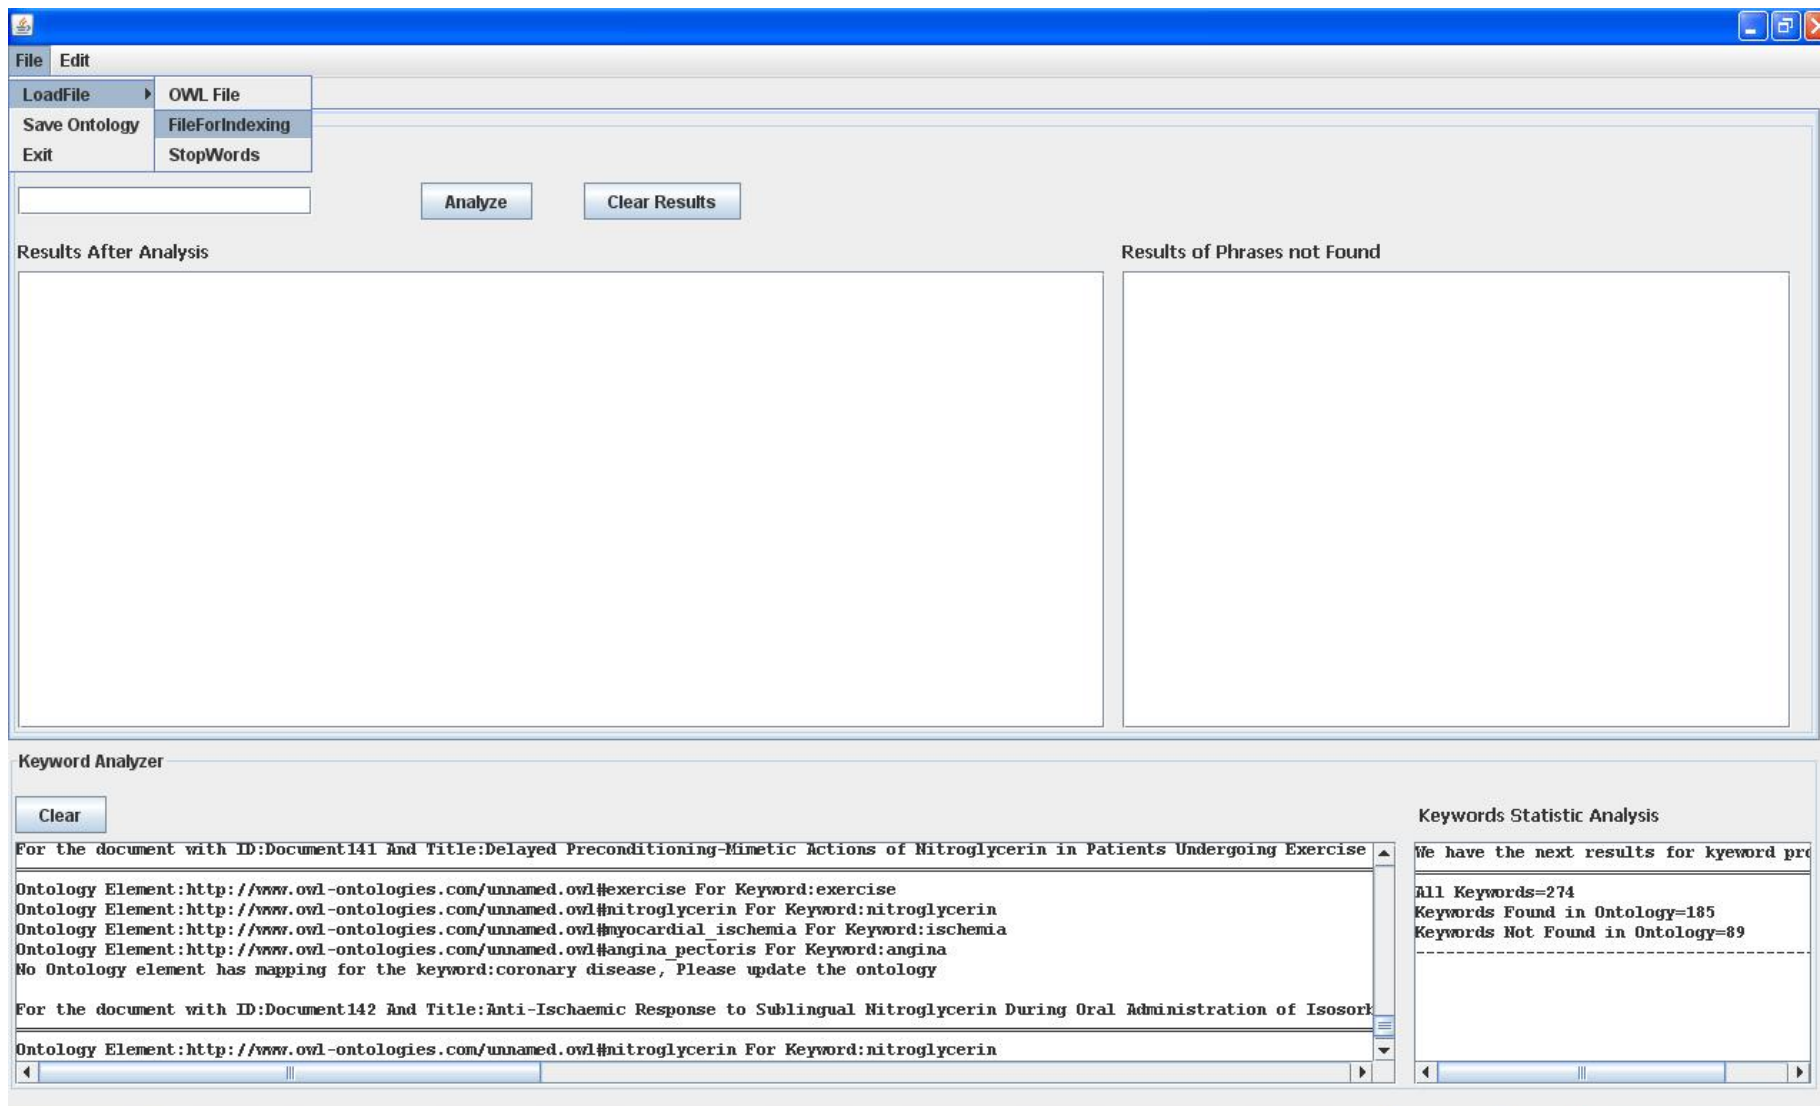 File Edit
LoadFile OWL File
Save Ontology FileForIndexing
Exit StopWords
Analyze Clear Results
Results After Analysis Results of Phrases not Found
Keyword Analyzer
Clear Keywords Statistic Analysis
For the document with ID:Document141 And Title:Delayed Preconditioning-Mimetic Actions of Nitroglycerin in Patients Undergoing Exercise
Ontology Element:http://www.owl-ontologies.com/unnamed.owl#exercise For Keyword:exercise
Ontology Element:http://www.owl-ontologies.com/unnamed.owl#nitroglycerin For Keyword:nitroglycerin
Ontology Element:http://www.owl-ontologies.com/unnamed.owl#myocardial_ischemia For Keyword:ischemia
Ontology Element:http://www.owl-ontologies.com/unnamed.owl#angina_pectoris For Keyword:angina
No Ontology element has mapping for the keyword:coronary disease, Please update the ontology
For the document with ID:Document142 And Title:Anti-Ischaemic Response to Sublingual Nitroglycerin During Oral Administration of
Ontology Element:http://www.owl-ontologies.com/unnamed.owl#nitroglycerin For Keyword:nitroglycerin
We have the next results for kyeword
All Keywords=274
Keywords Found in Ontology=185
Keywords Not Found in Ontology=89